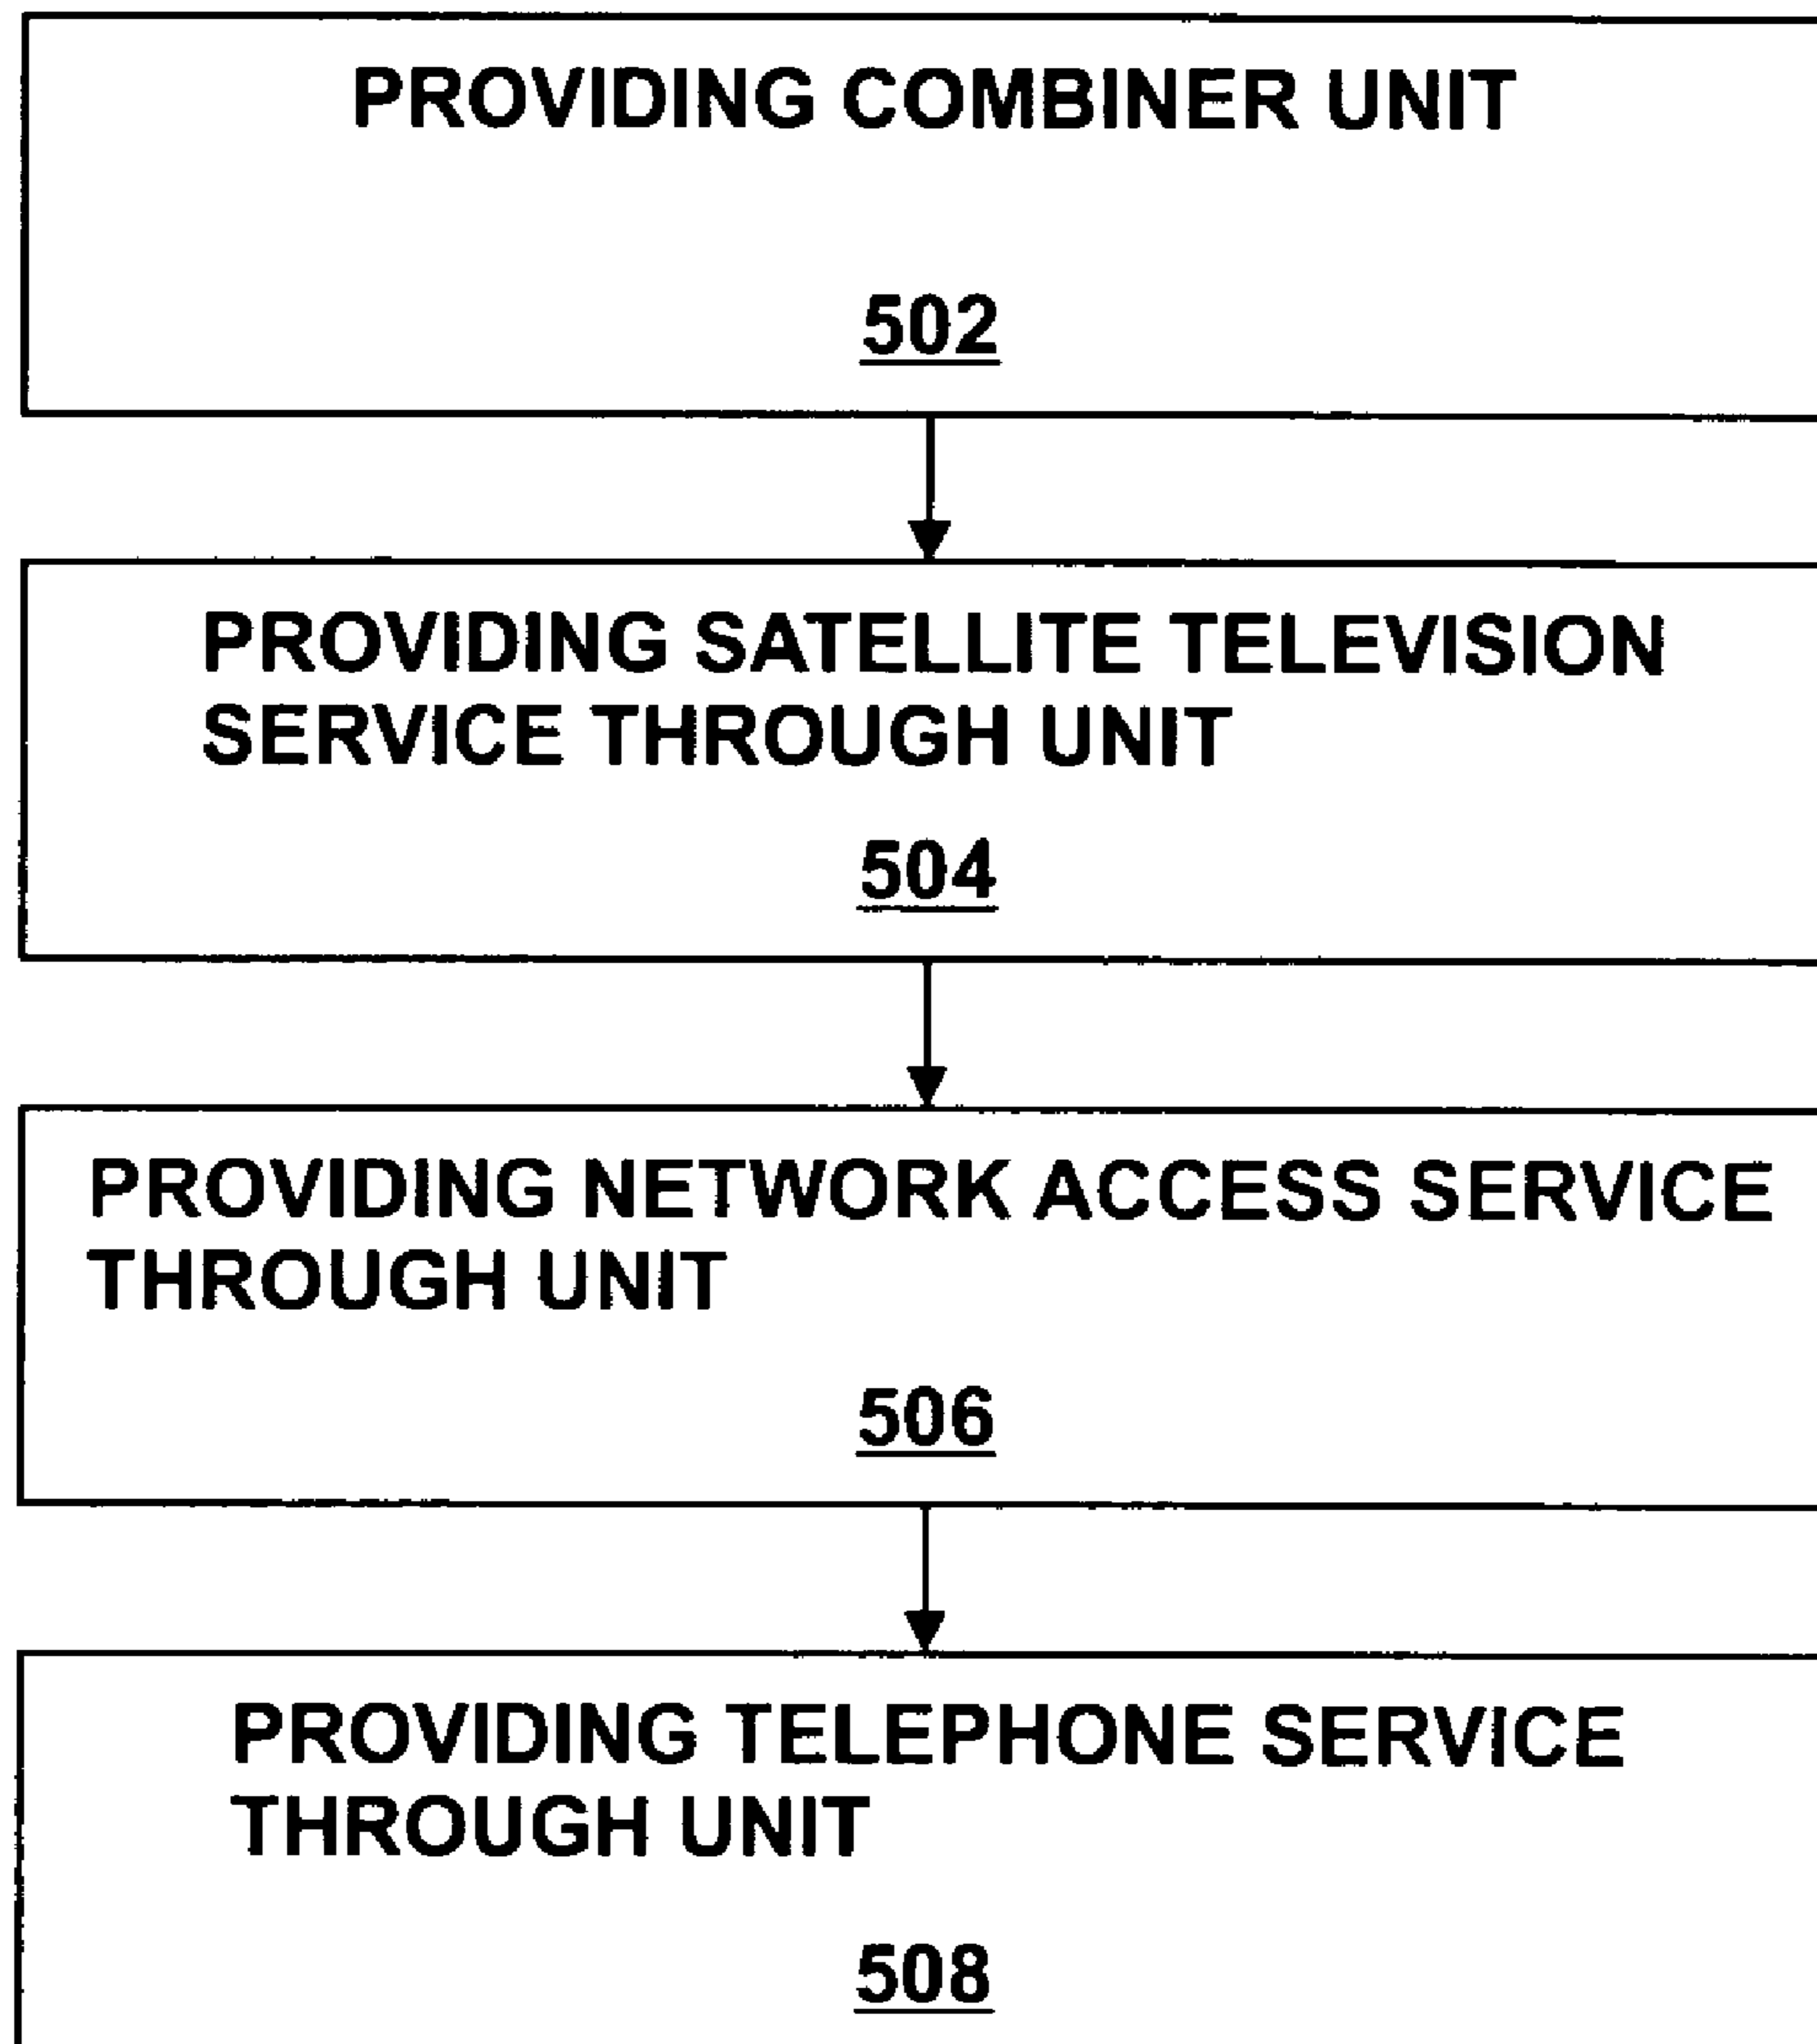 PROVIDING COMBINER UNIT
502
PROVIDING SATELLITE TELEVISION
SERVICE THROUGH UNIT
504
PROVIDING NETWORK ACCESS SERVICE
THROUGH UNIT
506
PROVIDING TELEPHONE SERVICE
THROUGH UNIT
508